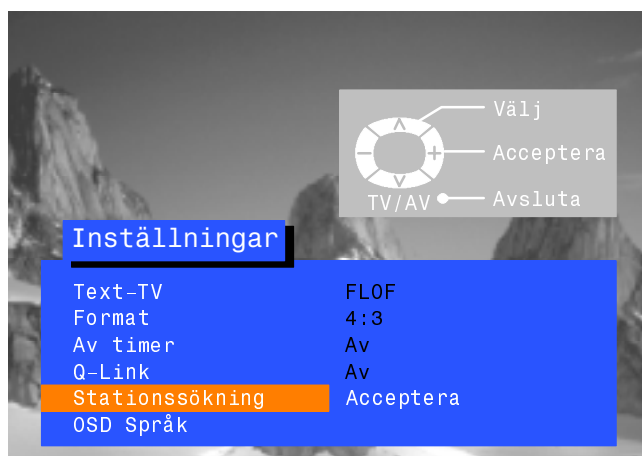 Välj
Acceptera
TV/AV Avsluta
Inställningar
Text-TV FLOF
Format 4:3
Av timer Av
Q-Link Av
Stationssökning Acceptera
OSD Språk